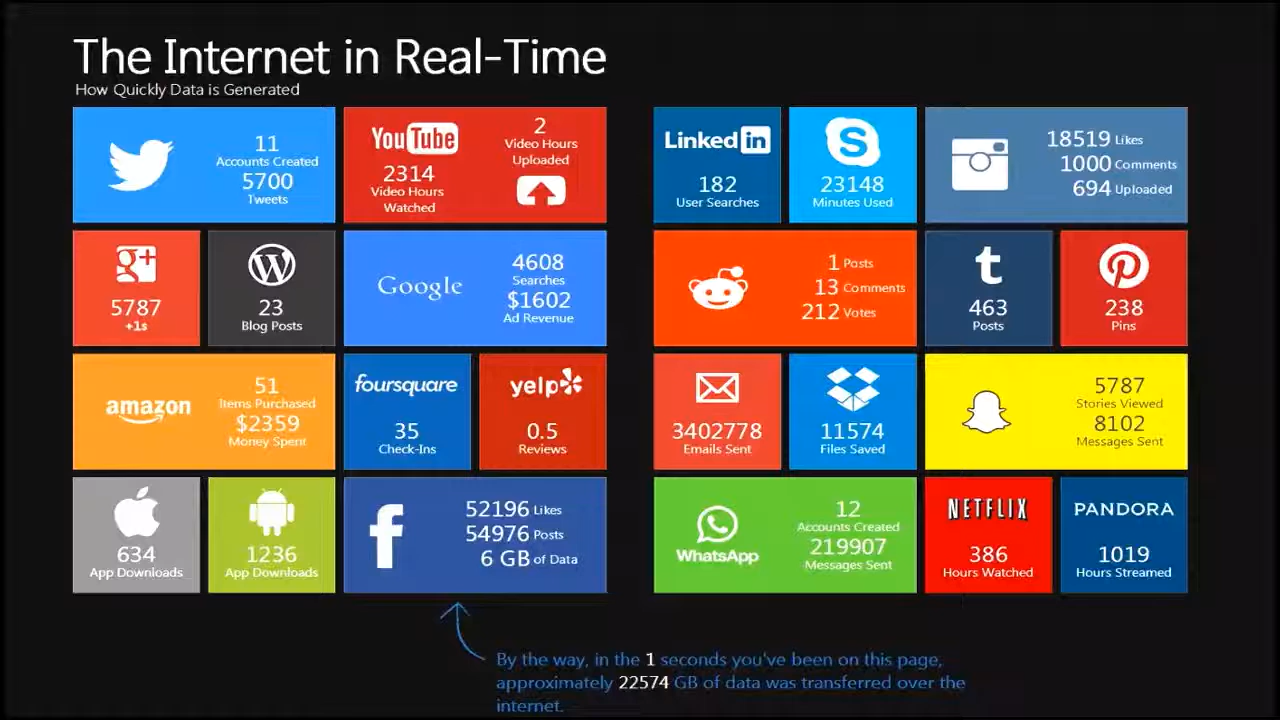 The Internet in Real-Time
How Quickly Data is Generated
11
Accounts Created
5700
Tweets
YouTube
2314
Video Hours
Watched
2
Video Hours
Uploaded
Linked in
182
User Searches
S
23148
Minutes Used
18519 Likes
1000 Comments
694 Uploaded
g+
5787
+1s
W
23
Blog Posts
Google
4608
Searches
$1602
Ad Revenue
1 Posts
13 Comments
212 Votes
t
463
Posts
P
238
Pins
amazon
51
Items Purchased
$2359
Money Spent
foursquare
35
Check-Ins
yelp
0.5
Reviews
3402778
Emails Sent
11574
Files Saved
5787
Stories Viewed
8102
Messages Sent
634
App Downloads
1236
App Downloads
f
52196 Likes
54976 Posts
6 GB of Data
WhatsApp
12
Accounts Created
219907
Messages Sent
NETFLIX
386
Hours Watched
PANDORA
1019
Hours Streamed
By the way, in the 1 seconds you've been on this page,
approximately 22574 GB of data was transferred over the
internet.